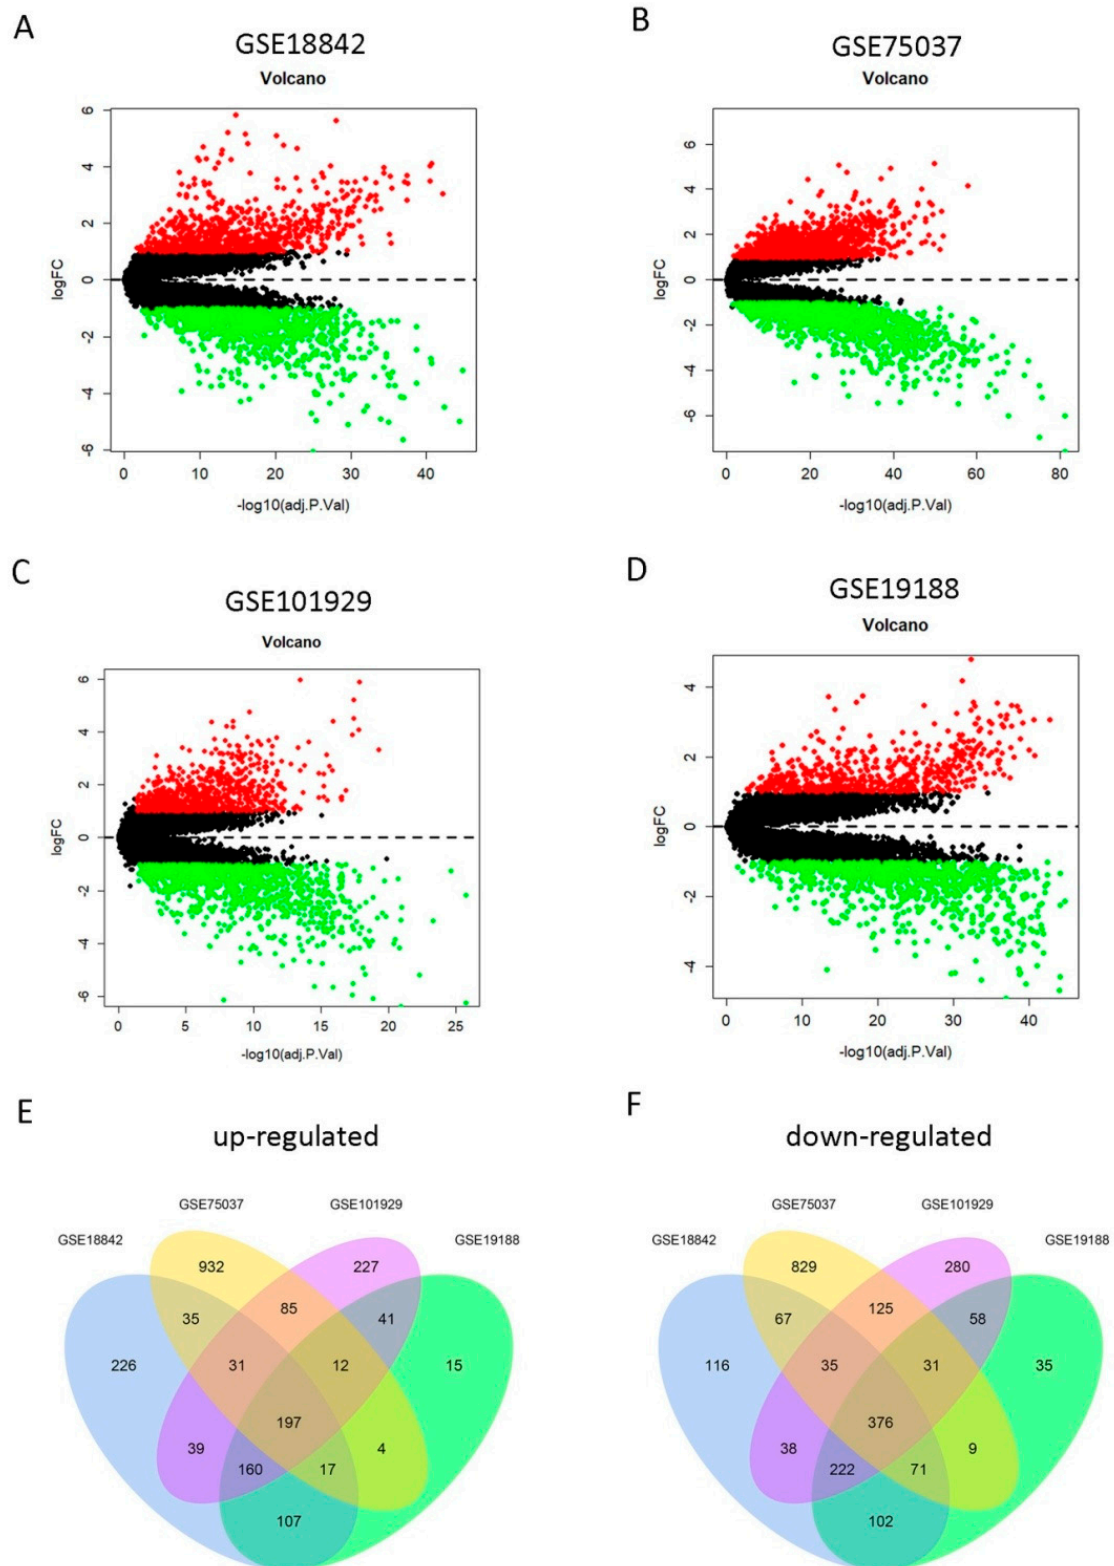 A
GSE18842
Volcano
6
4
2
0
-2
-4
-6
logFC
0 10 20 30 40
-log10(adj.P.Val)
B
GSE75037
Volcano
6
4
2
0
-2
-4
-6
logFC
0 20 40 60 80
-log10(adj.P.Val)
C
GSE101929
Volcano
6
4
2
0
-2
-4
-6
logFC
0 5 10 15 20 25
-log10(adj.P.Val)
D
GSE19188
Volcano
4
2
0
-2
-4
logFC
0 10 20 30 40
-log10(adj.P.Val)
E
up-regulated
GSE75037 GSE101929
GSE18842 GSE19188
932 227
85
35 41
226 31 12 15
197
39 4
160 17
107
F
down-regulated
GSE75037 GSE101929
GSE18842 GSE19188
829 280
125
67 58
116 35 31 35
376
38 9
222 71
102